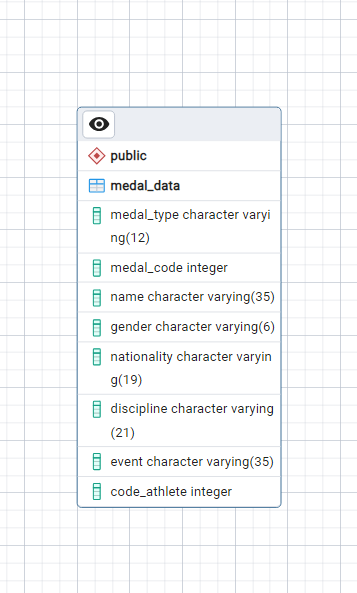 public
medal_data
medal_type character varyi
ng(12)
medal_code integer
name character varying(35)
gender character varying(6)
nationality character varyin
g(19)
discipline character varying
(21)
event character varying(35)
code_athlete integer